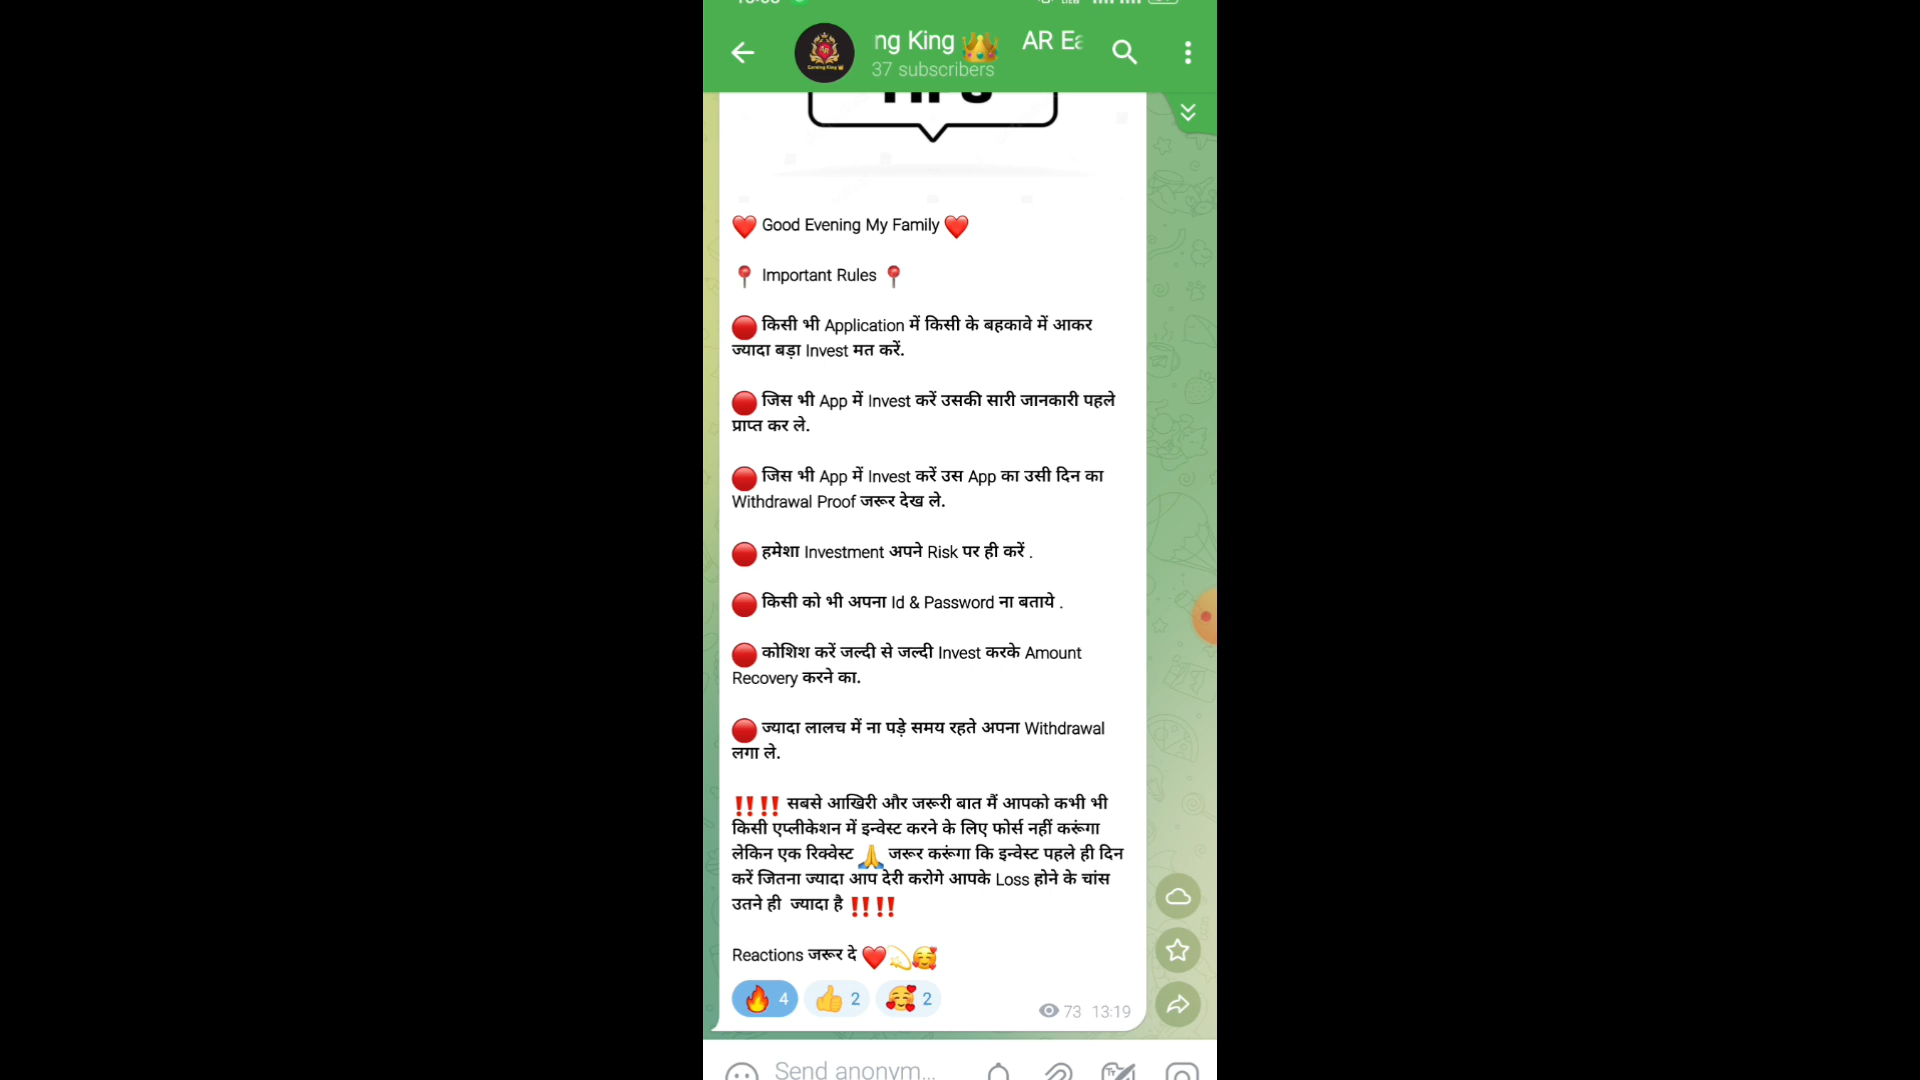 ng King 👑 AR Ea
37 subscribers
❤️ Good Evening My Family ❤️
📍 Important Rules 📍
🔴 किसी भी Application में किसी के बहकावे में आकर
ज्यादा बड़ा Invest मत करें.
🔴 जिस भी App में Invest करें उसकी सारी जानकारी पहले
प्राप्त कर ले.
🔴 जिस भी App में Invest करें उस App का उसी दिन का
Withdrawal Proof जरूर देख ले.
🔴 हमेशा Investment अपने Risk पर ही करें .
🔴 किसी को भी अपना Id & Password ना बताये .
🔴 कोशिश करें जल्दी से जल्दी Invest करके Amount
Recovery करने का.
🔴 ज्यादा लालच में ना पड़े समय रहते अपना Withdrawal
लगा ले.
‼️‼️ सबसे आखिरी और जरूरी बात मैं आपको कभी भी
किसी एप्लीकेशन में इन्वेस्ट करने के लिए फोर्स नहीं करूंगा
लेकिन एक रिक्वेस्ट 🙏 जरूर करूंगा कि इन्वेस्ट पहले ही दिन
करें जितना ज्यादा आप देरी करोगे आपके Loss होने के चांस
उतने ही ज्यादा है ‼️‼️
Reactions जरूर दे ❤️💫🥰
🔥 4 👍 2 🥰 2
73 13:19
Send anonym...